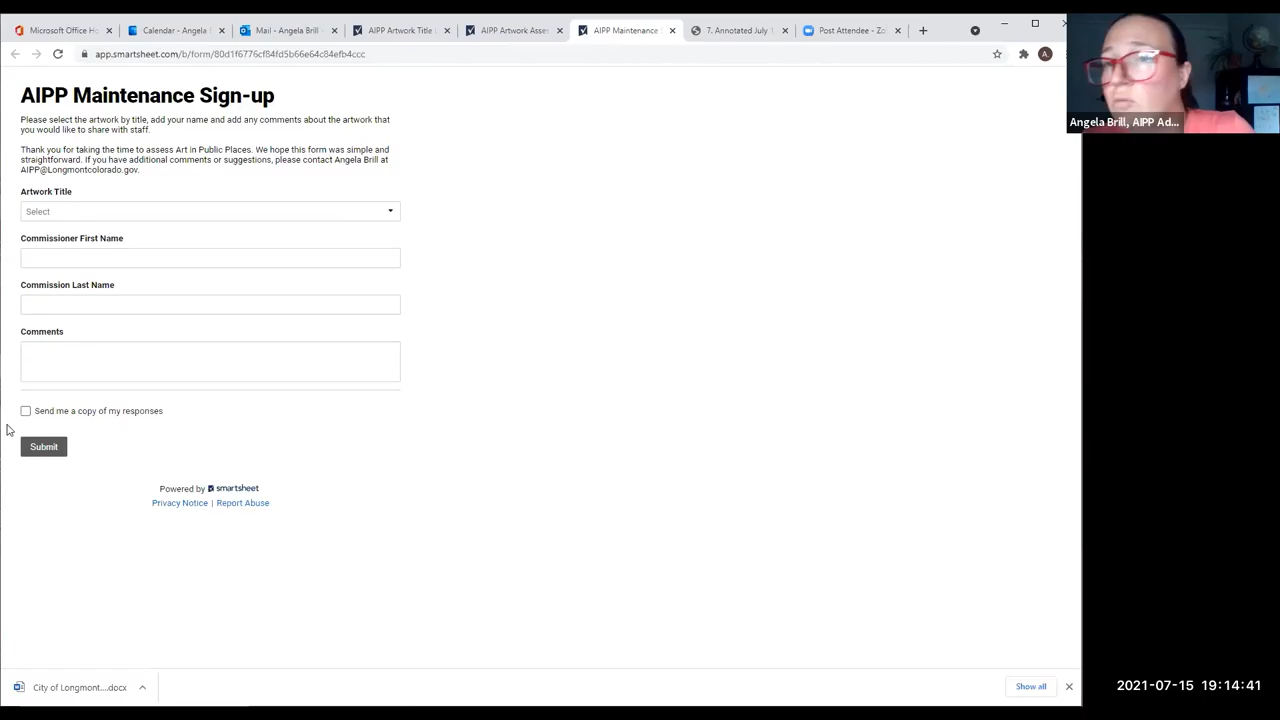 Microsoft Office Ho
Calendar - Angela B
Mail - Angela Brill -
AIPP Artwork Title L
AIPP Artwork Asse
AIPP Maintenance S
7. Annotated July 1
Post Attendee - Zo
app.smartsheet.com/b/form/80d1f6776cf84fd5b66e64c84efb4ccc
A.
AIPP Maintenance Sign-up
Please select the artwork by title, add your name and add any comments about the artwork that
you would like to share with staff.
Thank you for taking the time to assess Art in Public Places. We hope this form was simple and
straightforward. If you have additional comments or suggestions, please contact Angela Brill at
AIPP@Longmontcolorado.gov.
Artwork Title
Select
Commissioner First Name
Commission Last Name
Comments
Send me a copy of my responses
Submit
Powered by smartsheet
Privacy Notice | Report Abuse
City of Longmont....docx
Show all
Angela Brill, AIPP Ad...
2021-07-15 19:14:41